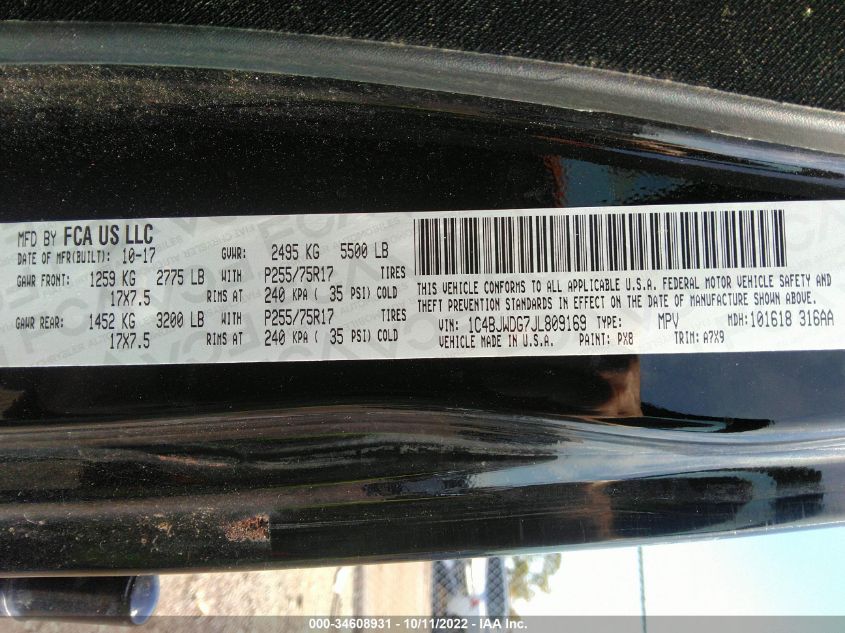 MFD BY FCA US LLC
DATE OF MFR(BUILT): 10-17 GVWR: 2495 KG 5500 LB
GAWR FRONT: 1259 KG 2775 LB WITH P255/75R17 TIRES
17X7.5 RIMS AT 240 KPA ( 35 PSI) COLD
GAWR REAR: 1452 KG 3200 LB WITH P255/75R17 TIRES
17X7.5 RIMS AT 240 KPA ( 35 PSI) COLD
THIS VEHICLE CONFORMS TO ALL APPLICABLE U.S.A. FEDERAL MOTOR VEHICLE SAFETY AND
THEFT PREVENTION STANDARDS IN EFFECT ON THE DATE OF MANUFACTURE SHOWN ABOVE.
VIN: 1C4BJWDG7JL809169 TYPE: MPV MDH: 101618 316AA
VEHICLE MADE IN U.S.A. PAINT: PX8 TRIM: A7X9
000-34608931 - 10/11/2022 - IAA Inc.